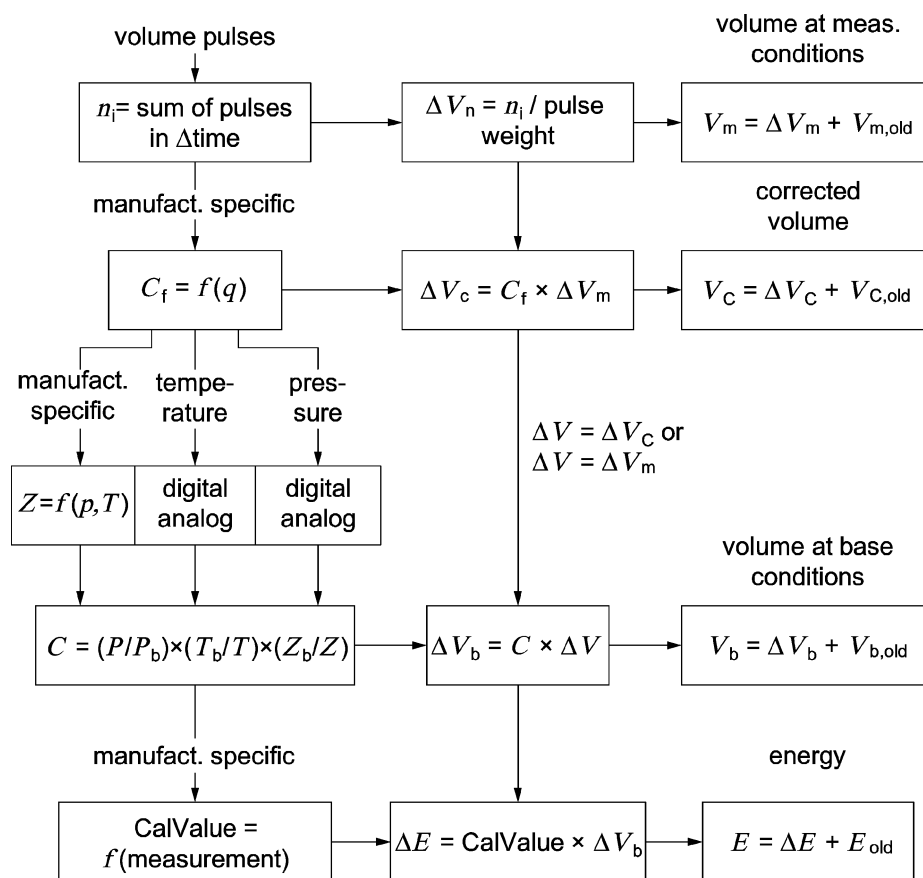 volume pulses
volume at meas.
conditions
nᵢ= sum of pulses
in Δtime
ΔVₙ = nᵢ / pulse
weight
Vₘ = ΔVₘ + Vₘ,old
manufact. specific
corrected
volume
C_f = f(q)
ΔV_c = C_f × ΔVₘ
V_C = ΔV_C + V_C,old
manufact.
specific
tempe-
rature
pres-
sure
ΔV = ΔV_C or
ΔV = ΔVₘ
Z=f(p,T)
digital
analog
digital
analog
volume at base
conditions
C = (P/P_b)×(T_b/T)×(Z_b/Z)
ΔV_b = C × ΔV
V_b = ΔV_b + V_b,old
manufact. specific
energy
CalValue =
f(measurement)
ΔE = CalValue × ΔV_b
E = ΔE + E_old